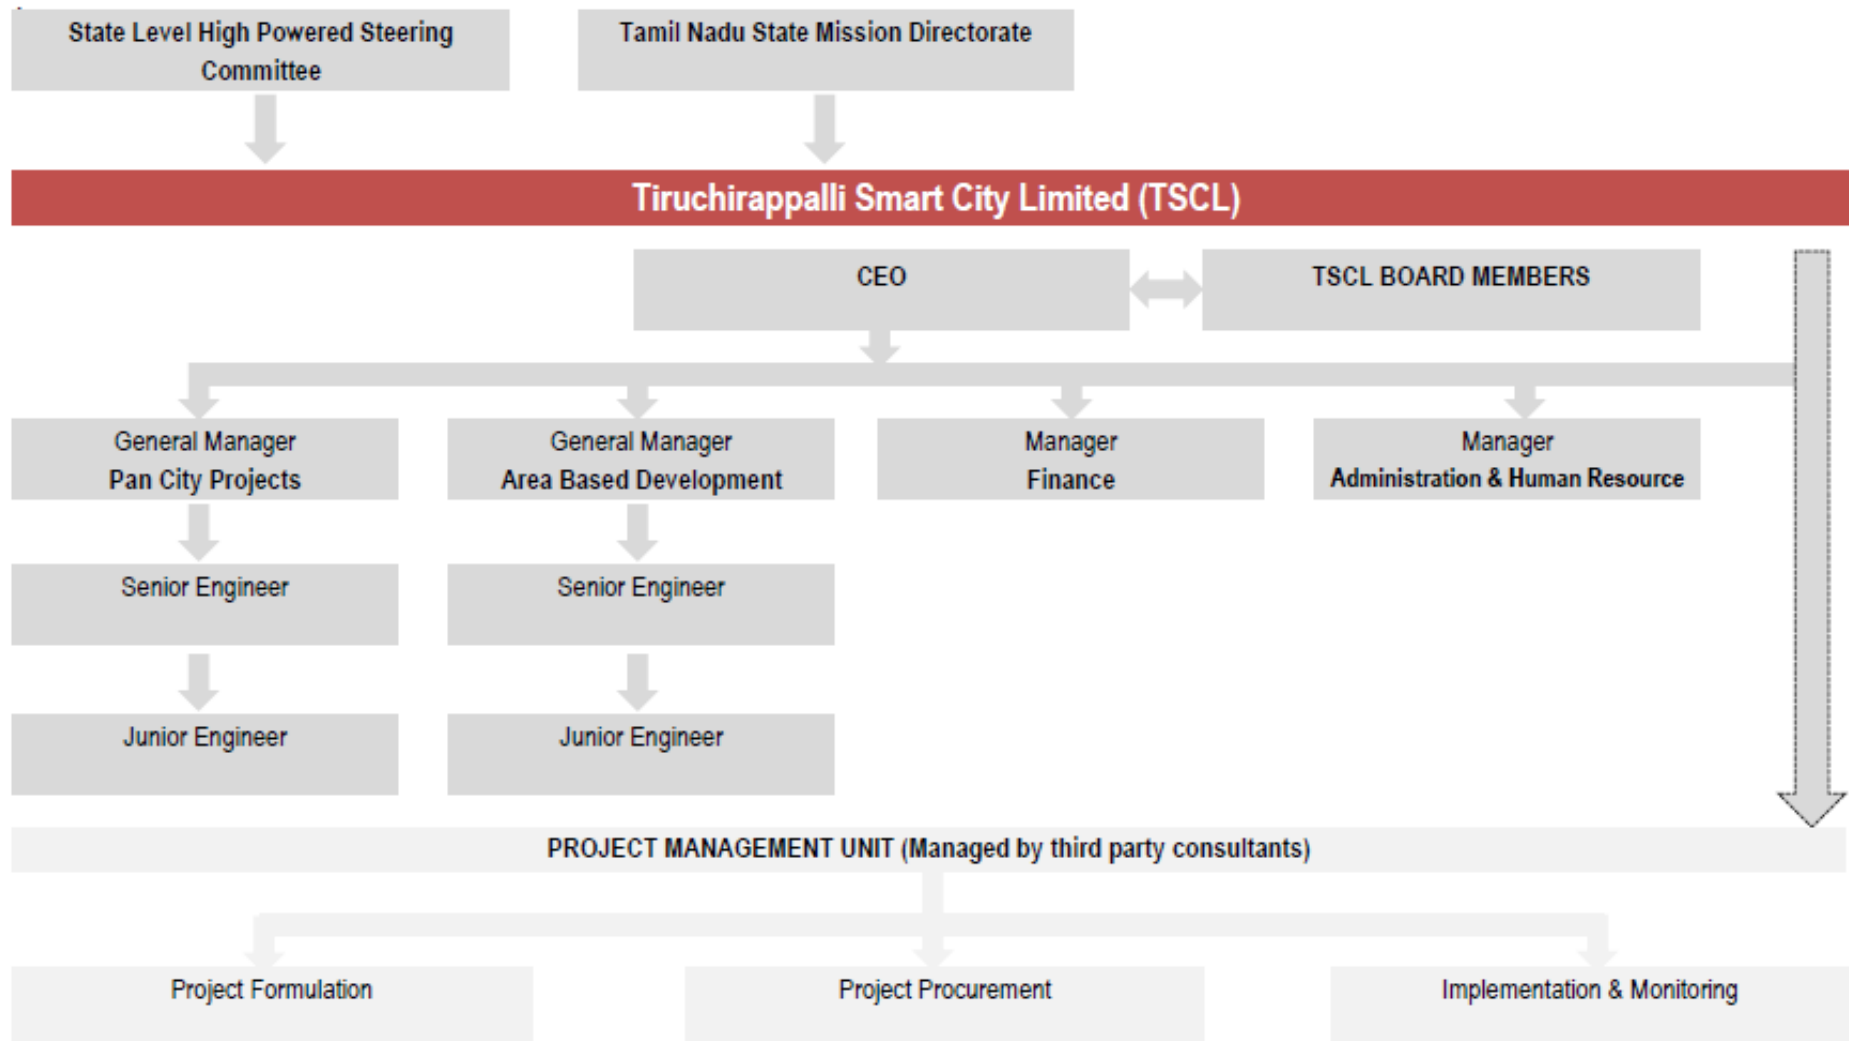 State Level High Powered Steering
Committee
Tamil Nadu State Mission Directorate
Tiruchirappalli Smart City Limited (TSCL)
CEO
TSCL BOARD MEMBERS
General Manager
Pan City Projects
General Manager
Area Based Development
Manager
Finance
Manager
Administration & Human Resource
Senior Engineer
Senior Engineer
Junior Engineer
Junior Engineer
PROJECT MANAGEMENT UNIT (Managed by third party consultants)
Project Formulation
Project Procurement
Implementation & Monitoring